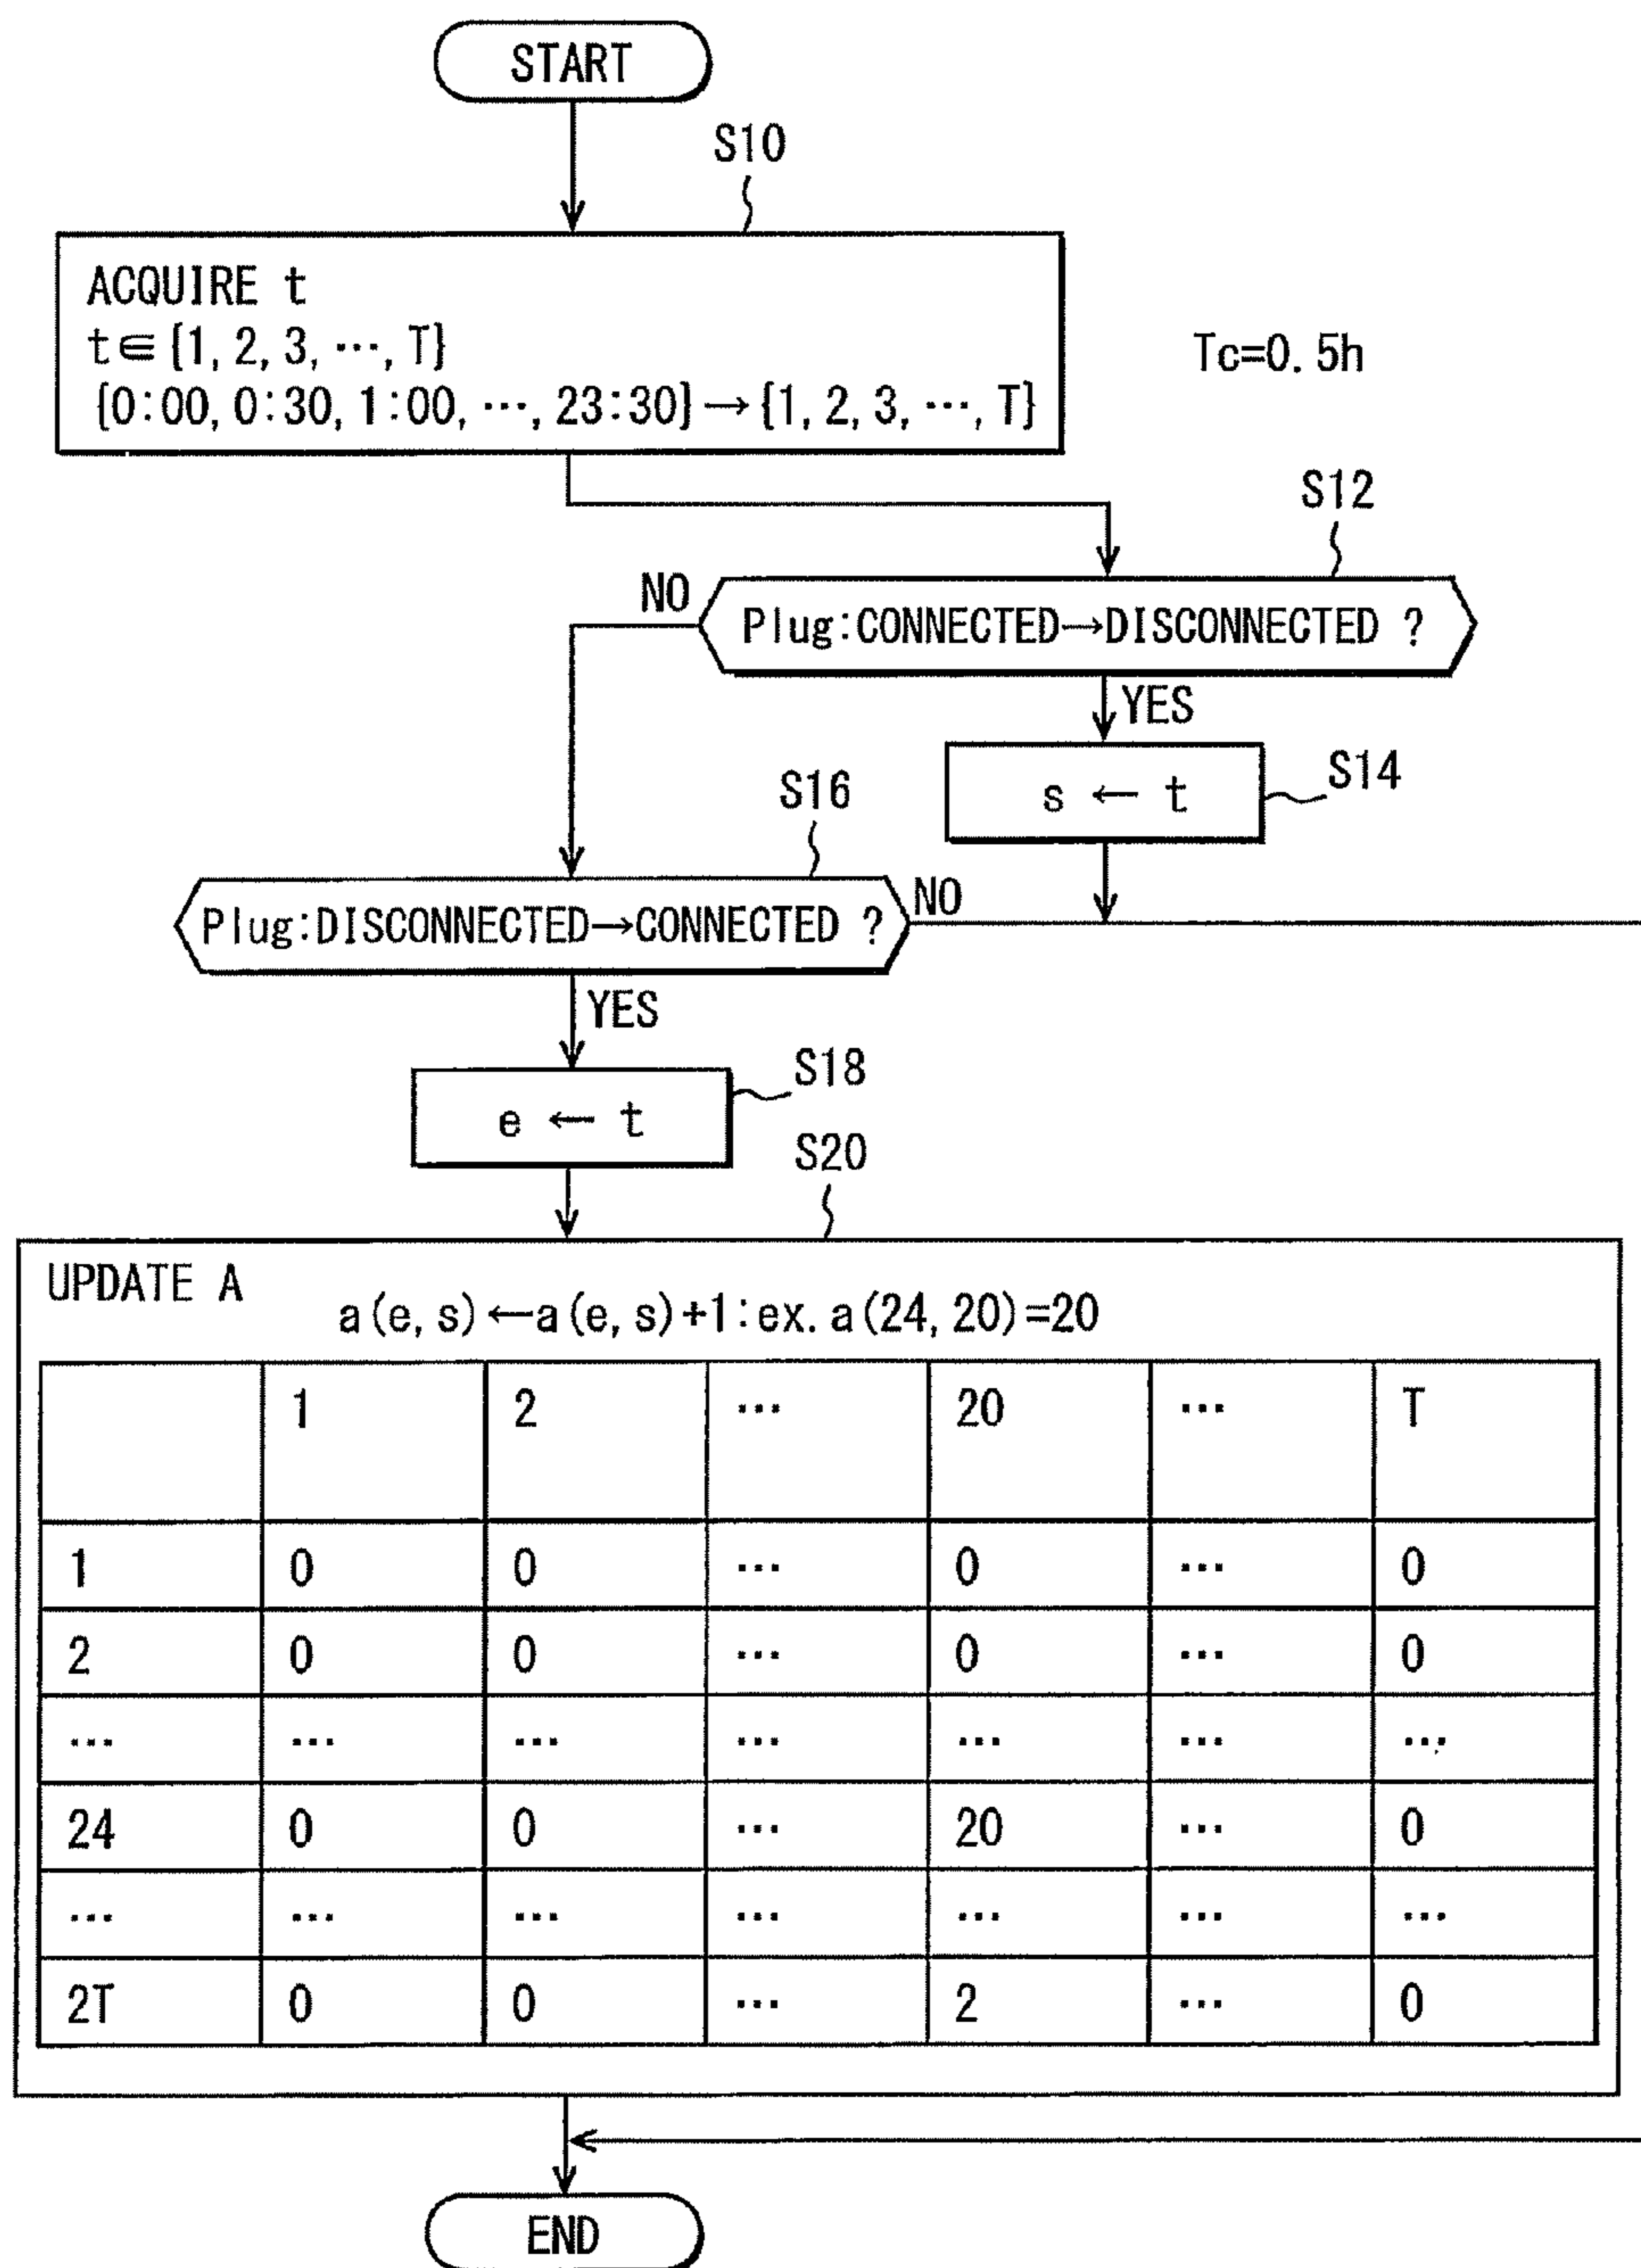 START
S10
ACQUIRE t
t∈{1, 2, 3, ⋯, T}
{0:00, 0:30, 1:00, ⋯, 23:30}→{1, 2, 3, ⋯, T}
Tc=0.5h
S12
NO
Plug:CONNECTED→DISCONNECTED ?
YES
S14
s ← t
S16
Plug:DISCONNECTED→CONNECTED ?
NO
YES
S18
e ← t
S20
UPDATE A
a(e, s)←a(e, s)+1:ex. a(24, 20)=20
1 2 ⋯ 20 ⋯ T
1 0 0 ⋯ 0 ⋯ 0
2 0 0 ⋯ 0 ⋯ 0
⋯ ⋯ ⋯ ⋯ ⋯ ⋯ ⋯
24 0 0 ⋯ 20 ⋯ 0
⋯ ⋯ ⋯ ⋯ ⋯ ⋯ ⋯
2T 0 0 ⋯ 2 ⋯ 0
END